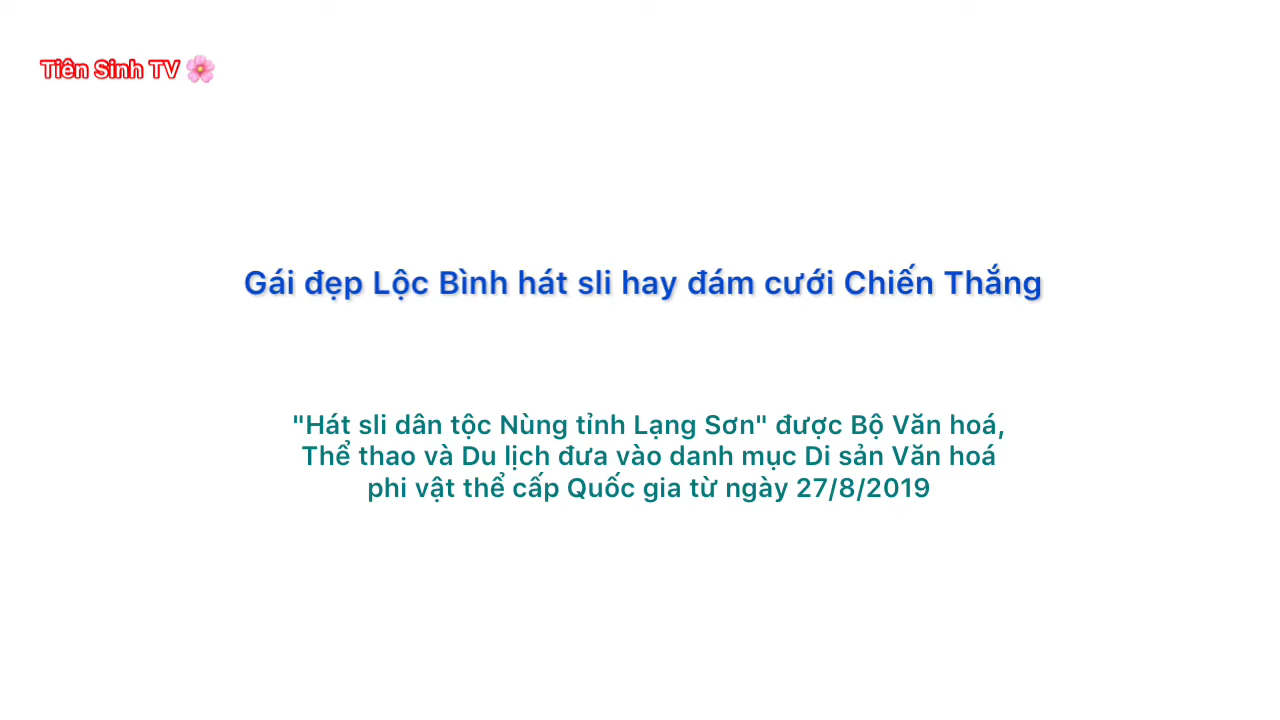 Tiên Sinh TV 🌸
Gái đẹp Lộc Bình hát sli hay đám cưới Chiến Thắng
"Hát sli dân tộc Nùng tỉnh Lạng Sơn" được Bộ Văn hoá,
Thể thao và Du lịch đưa vào danh mục Di sản Văn hoá
phi vật thể cấp Quốc gia từ ngày 27/8/2019